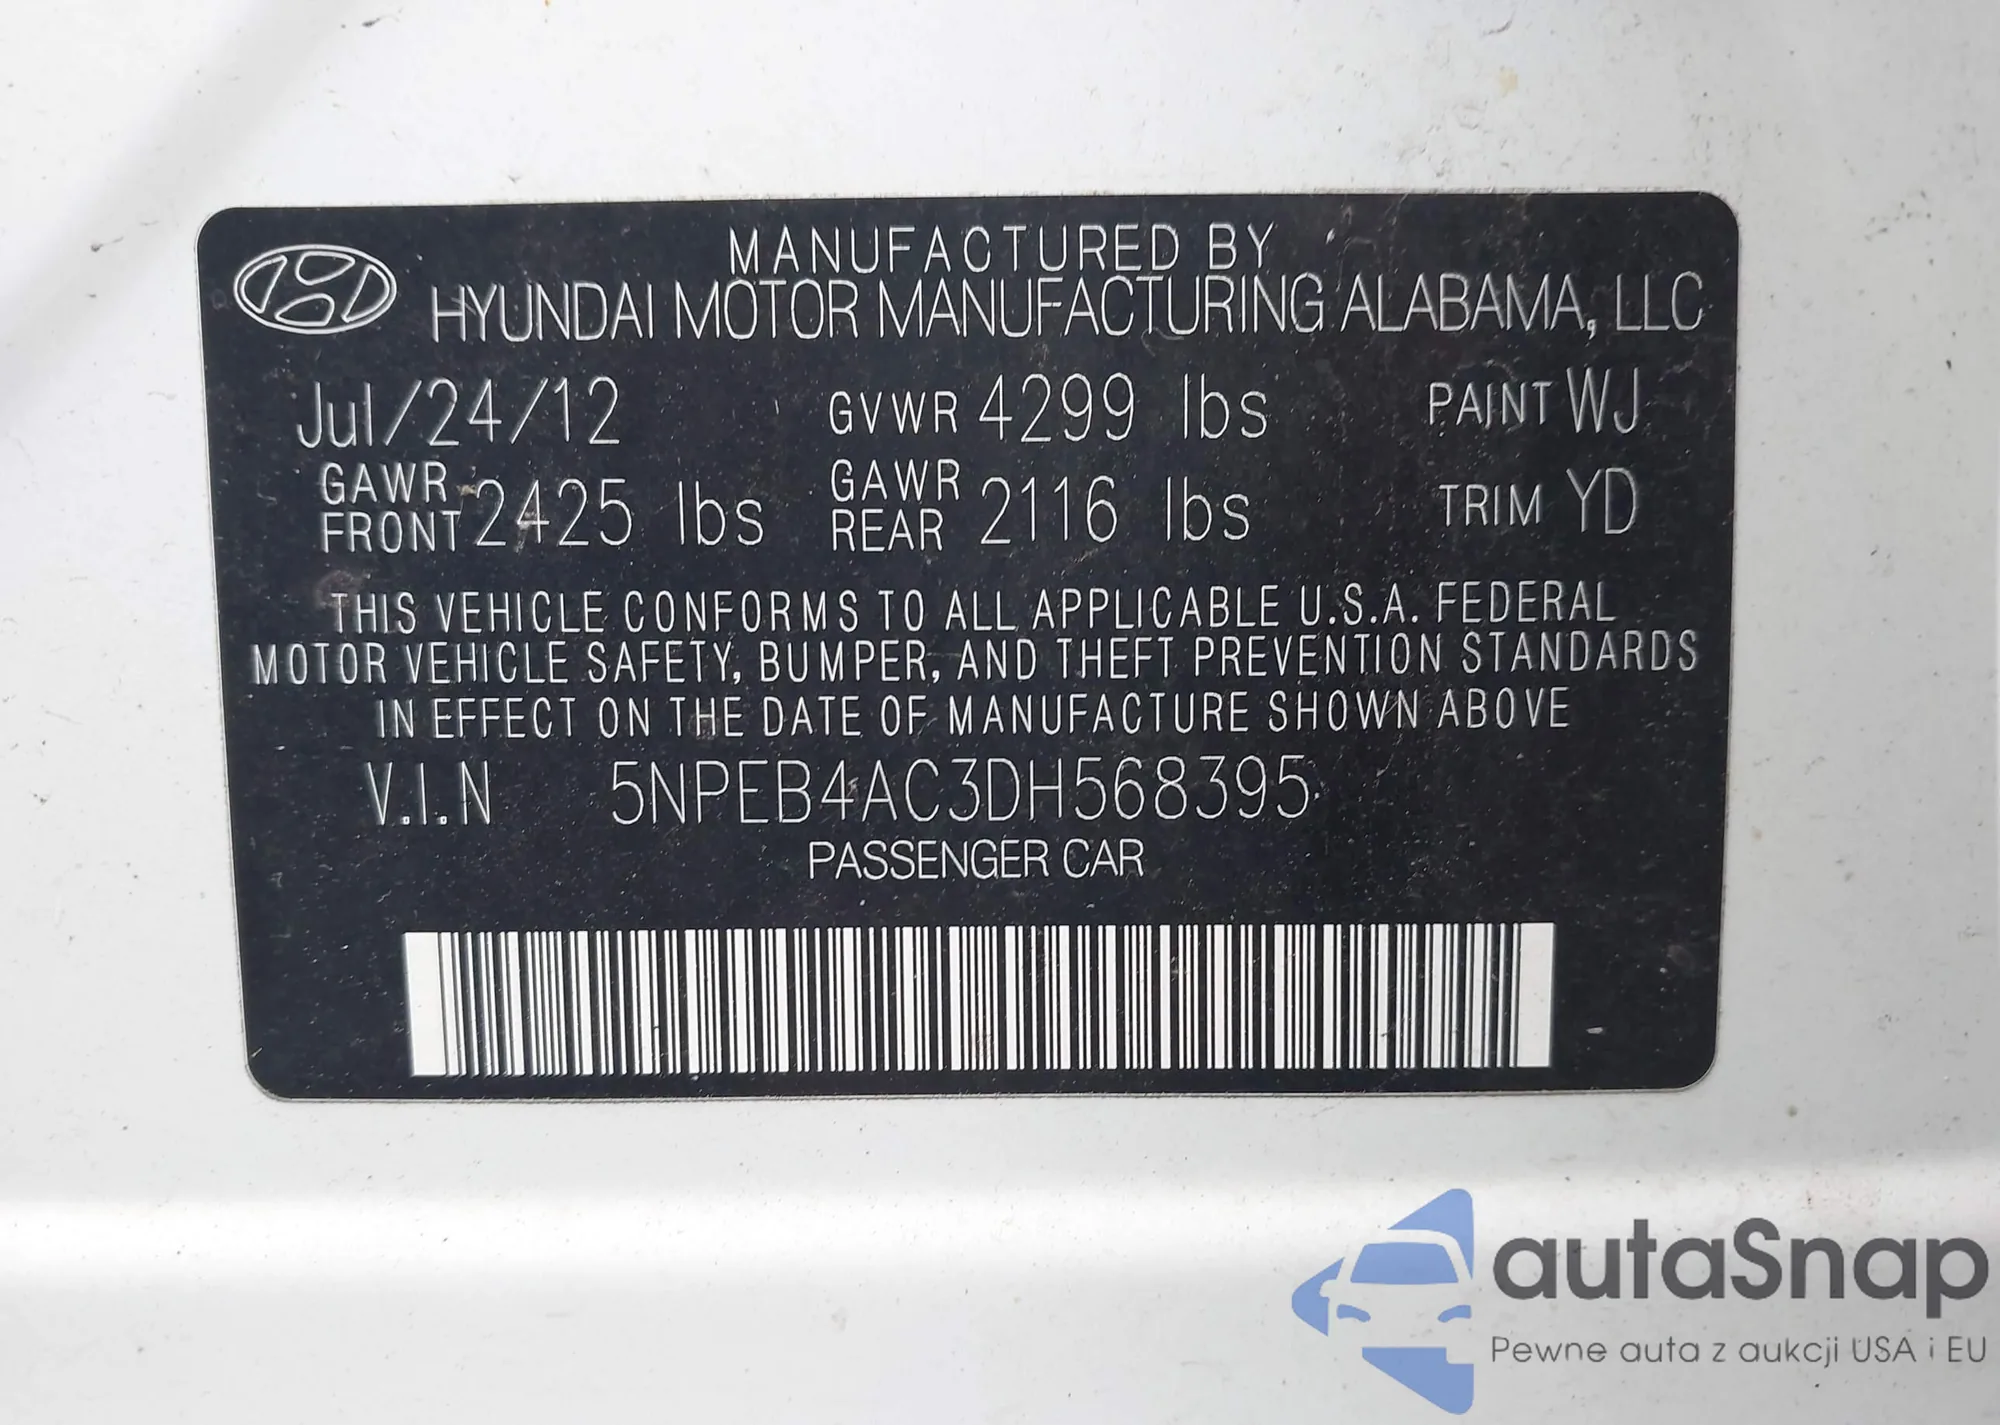 MANUFACTURED BY
HYUNDAI MOTOR MANUFACTURING ALABAMA, LLC
Jul/24/12 GVWR 4299 lbs PAINT WJ
GAWR FRONT 2425 lbs GAWR REAR 2116 lbs TRIM YD
THIS VEHICLE CONFORMS TO ALL APPLICABLE U.S.A. FEDERAL
MOTOR VEHICLE SAFETY, BUMPER, AND THEFT PREVENTION STANDARDS
IN EFFECT ON THE DATE OF MANUFACTURE SHOWN ABOVE
V.I.N 5NPEB4AC3DH568395
PASSENGER CAR
autaSnap
Pewne auta z aukcji USA i EU